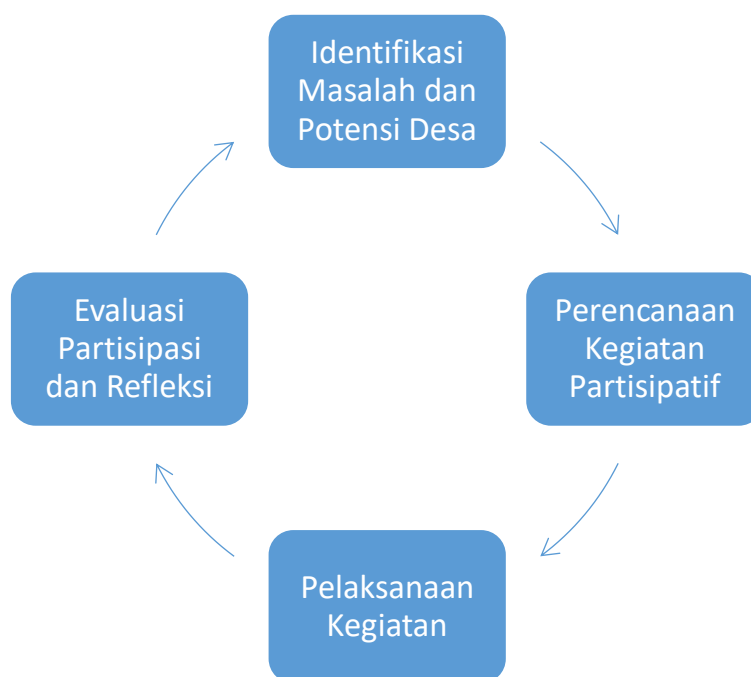 Identifikasi
Masalah dan
Potensi Desa
Perencanaan
Kegiatan
Partisipatif
Pelaksanaan
Kegiatan
Evaluasi
Partisipasi
dan Refleksi